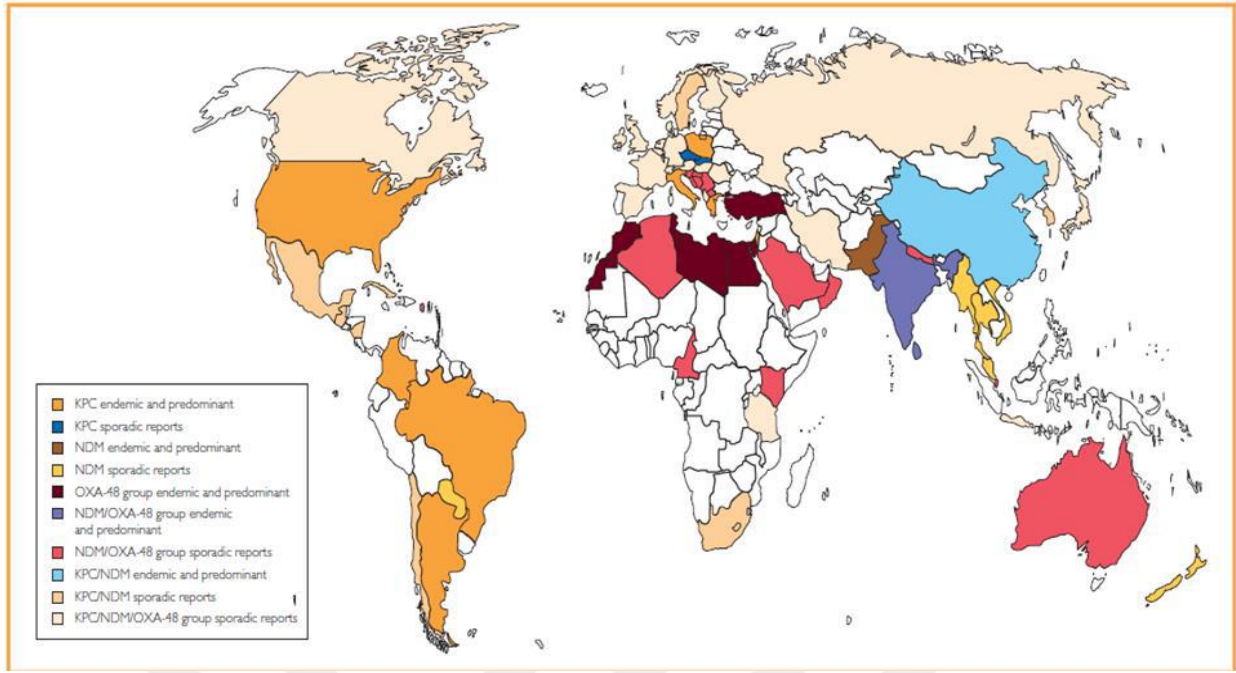 KPC endemic and predominant
KPC sporadic reports
NDM endemic and predominant
NDM sporadic reports
OXA-48 group endemic and predominant
NDM/OXA-48 group endemic
and predominant
NDM/OXA-48 group sporadic reports
KPC/NDM endemic and predominant
KPC/NDM sporadic reports
KPC/NDM/OXA-48 group sporadic reports